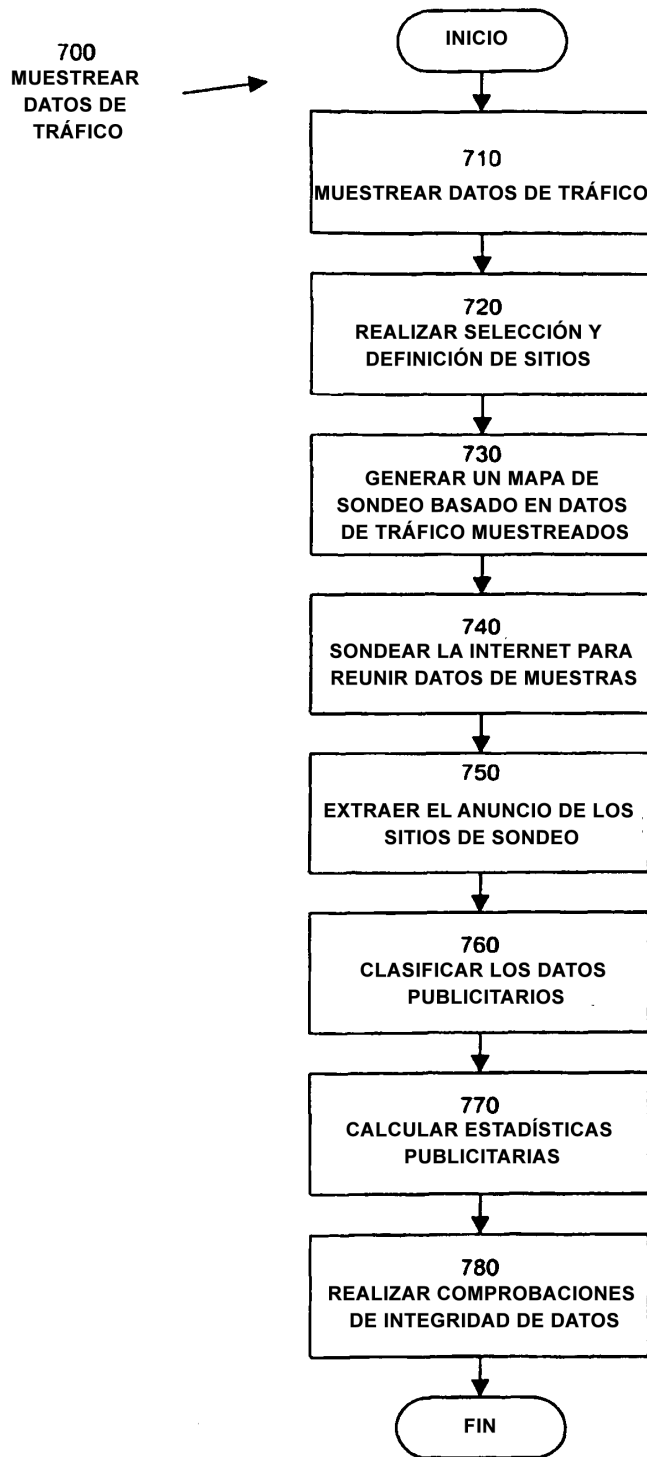 700
MUESTREAR
DATOS DE
TRÁFICO
INICIO
710
MUESTREAR DATOS DE TRÁFICO
720
REALIZAR SELECCIÓN Y
DEFINICIÓN DE SITIOS
730
GENERAR UN MAPA DE
SONDEO BASADO EN DATOS
DE TRÁFICO MUESTREADOS
740
SONDEAR LA INTERNET PARA
REUNIR DATOS DE MUESTRAS
750
EXTRAER EL ANUNCIO DE LOS
SITIOS DE SONDEO
760
CLASIFICAR LOS DATOS
PUBLICITARIOS
770
CALCULAR ESTADÍSTICAS
PUBLICITARIAS
780
REALIZAR COMPROBACIONES
DE INTEGRIDAD DE DATOS
FIN